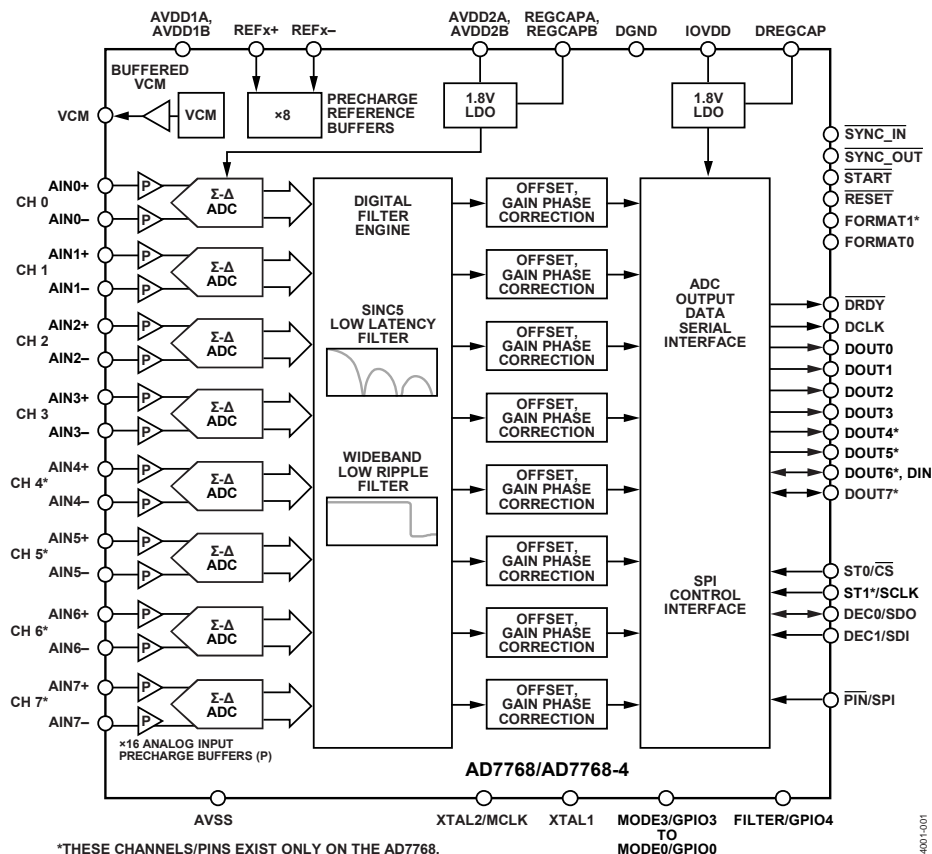 AVDD1A,
AVDD1B
REFx+
REFx–
AVDD2A,
AVDD2B
REGCAPA,
REGCAPB
DGND
IOVDD
DREGCAP
BUFFERED
VCM
VCM
VCM
×8
PRECHARGE
REFERENCE
BUFFERS
1.8V
LDO
1.8V
LDO
SYNC_IN
SYNC_OUT
START
RESET
FORMAT1*
FORMAT0
CH 0
AIN0+
AIN0–
P
P
Σ-Δ
ADC
CH 1
AIN1+
AIN1–
P
P
Σ-Δ
ADC
CH 2
AIN2+
AIN2–
P
P
Σ-Δ
ADC
CH 3
AIN3+
AIN3–
P
P
Σ-Δ
ADC
CH 4*
AIN4+
AIN4–
P
P
Σ-Δ
ADC
CH 5*
AIN5+
AIN5–
P
P
Σ-Δ
ADC
CH 6*
AIN6+
AIN6–
P
P
Σ-Δ
ADC
CH 7*
AIN7+
AIN7–
P
P
Σ-Δ
ADC
×16 ANALOG INPUT
PRECHARGE BUFFERS (P)
DIGITAL
FILTER
ENGINE
SINC5
LOW LATENCY
FILTER
WIDEBAND
LOW RIPPLE
FILTER
OFFSET,
GAIN PHASE
CORRECTION
OFFSET,
GAIN PHASE
CORRECTION
OFFSET,
GAIN PHASE
CORRECTION
OFFSET,
GAIN PHASE
CORRECTION
OFFSET,
GAIN PHASE
CORRECTION
OFFSET,
GAIN PHASE
CORRECTION
OFFSET,
GAIN PHASE
CORRECTION
OFFSET,
GAIN PHASE
CORRECTION
ADC
OUTPUT
DATA
SERIAL
INTERFACE
SPI
CONTROL
INTERFACE
DRDY
DCLK
DOUT0
DOUT1
DOUT2
DOUT3
DOUT4*
DOUT5*
DOUT6*, DIN
DOUT7*
ST0/CS
ST1*/SCLK
DEC0/SDO
DEC1/SDI
PIN/SPI
AD7768/AD7768-4
AVSS
XTAL2/MCLK
XTAL1
MODE3/GPIO3
TO
MODE0/GPIO0
FILTER/GPIO4
*THESE CHANNELS/PINS EXIST ONLY ON THE AD7768.
4001-001